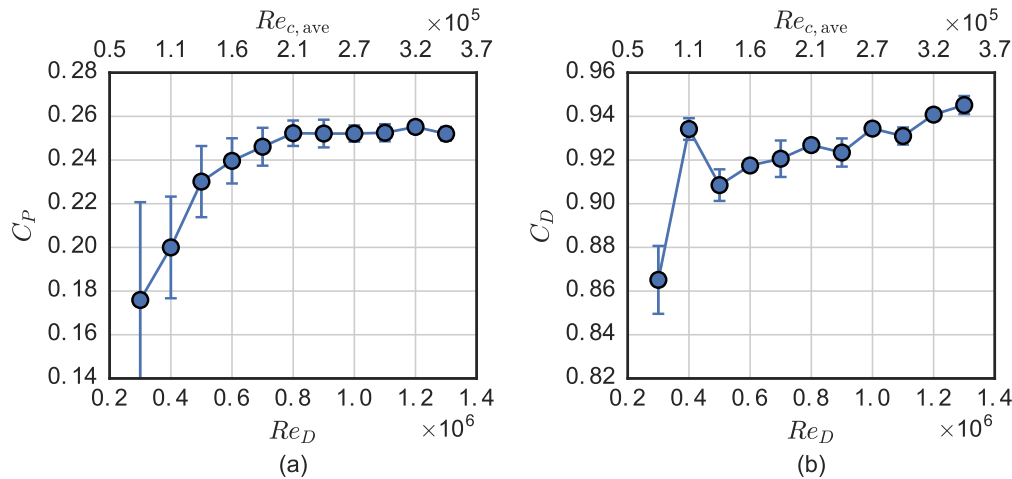 Re_{c,ave} ×10^5
0.5 1.1 1.6 2.1 2.7 3.2 3.7
0.28
0.26
0.24
0.22
0.20
0.18
0.16
0.14
C_P
0.2 0.4 0.6 0.8 1.0 1.2 1.4
Re_D ×10^6
(a)
Re_{c,ave} ×10^5
0.5 1.1 1.6 2.1 2.7 3.2 3.7
0.96
0.94
0.92
0.90
0.88
0.86
0.84
0.82
C_D
0.2 0.4 0.6 0.8 1.0 1.2 1.4
Re_D ×10^6
(b)